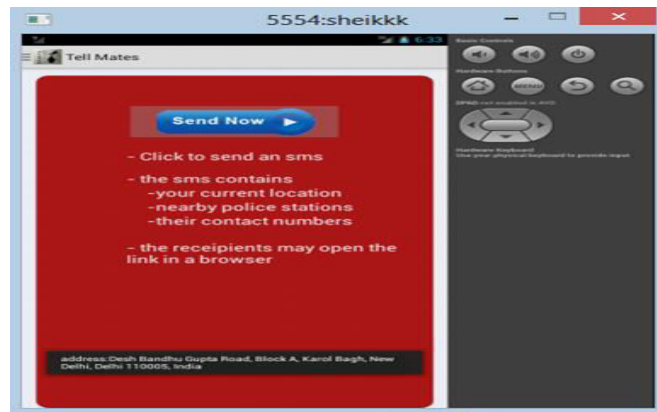 5554:sheikkk
6:33
Tell Mates
Send Now
- Click to send an sms
- the sms contains
-your current location
-nearby police stations
-their contact numbers
- the receipients may open the
link in a browser
address:Desh Bandhu Gupta Road, Block A, Karol Bagh, New
Delhi, Delhi 110005, India
Basic Controls
Hardware Buttons
MENU
DPAD not enabled in AVD
Hardware Keyboard
Use your physical keyboard to provide input